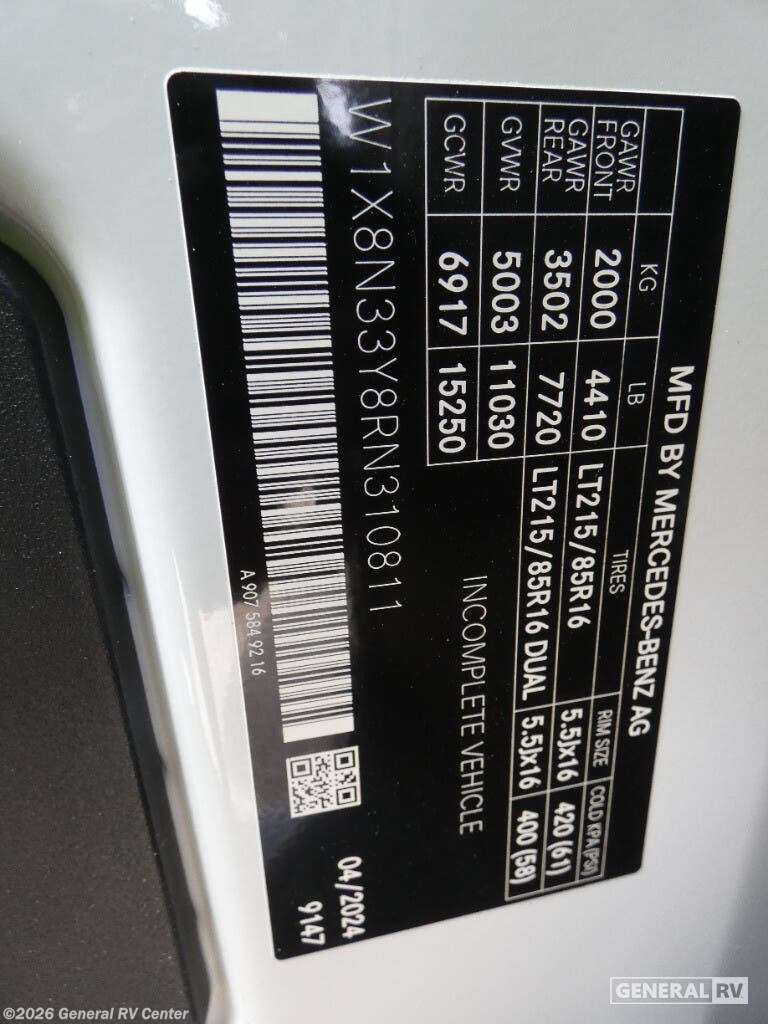 MFD BY MERCEDES-BENZ AG
KG LB TIRES RIM SIZE COLD KPA(PSI)
GAWR FRONT 2000 4410 LT215/85R16 5.5Jx16 420 (61)
GAWR REAR 3502 7720 LT215/85R16 DUAL 5.5Jx16 400 (58)
GVWR 5003 11030
GCWR 6917 15250
INCOMPLETE VEHICLE
W1X8N33Y8RN310811
04/2024
9147
A 907 584 92 16
©2026 General RV Center
GENERAL RV